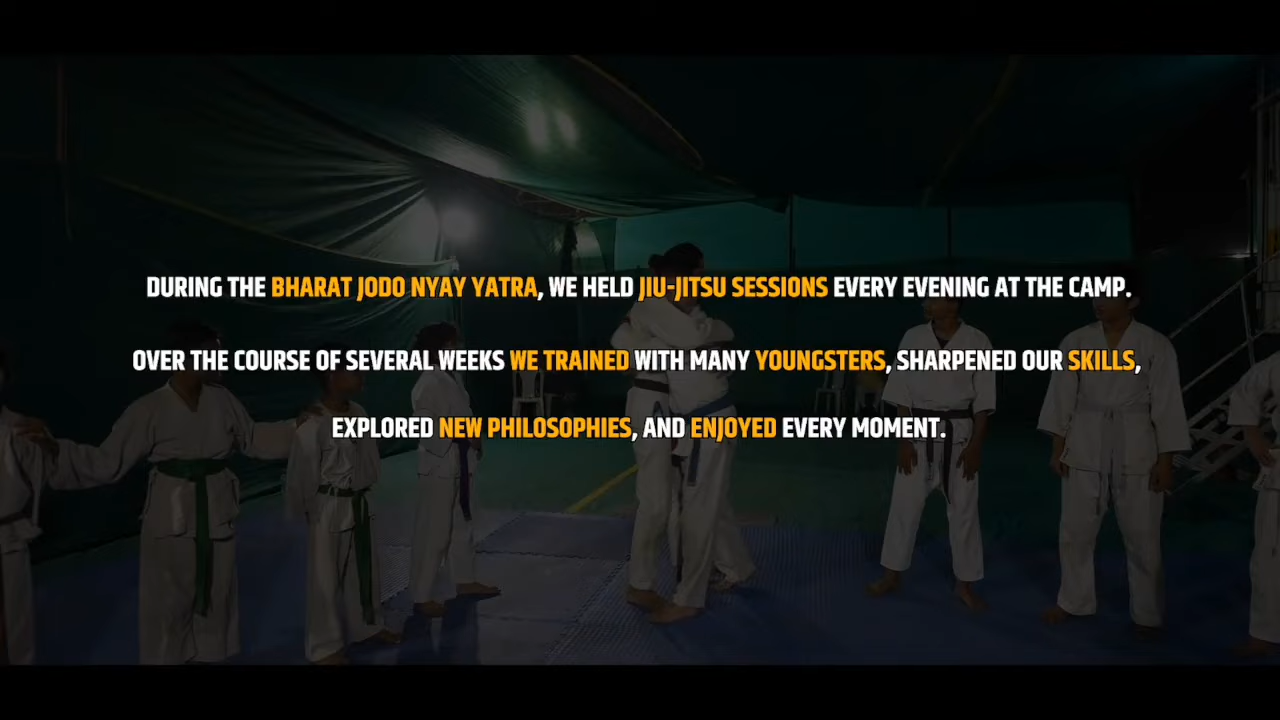 DURING THE BHARAT JODO NYAY YATRA, WE HELD JIU-JITSU SESSIONS EVERY EVENING AT THE CAMP.
OVER THE COURSE OF SEVERAL WEEKS WE TRAINED WITH MANY YOUNGSTERS, SHARPENED OUR SKILLS,
EXPLORED NEW PHILOSOPHIES, AND ENJOYED EVERY MOMENT.